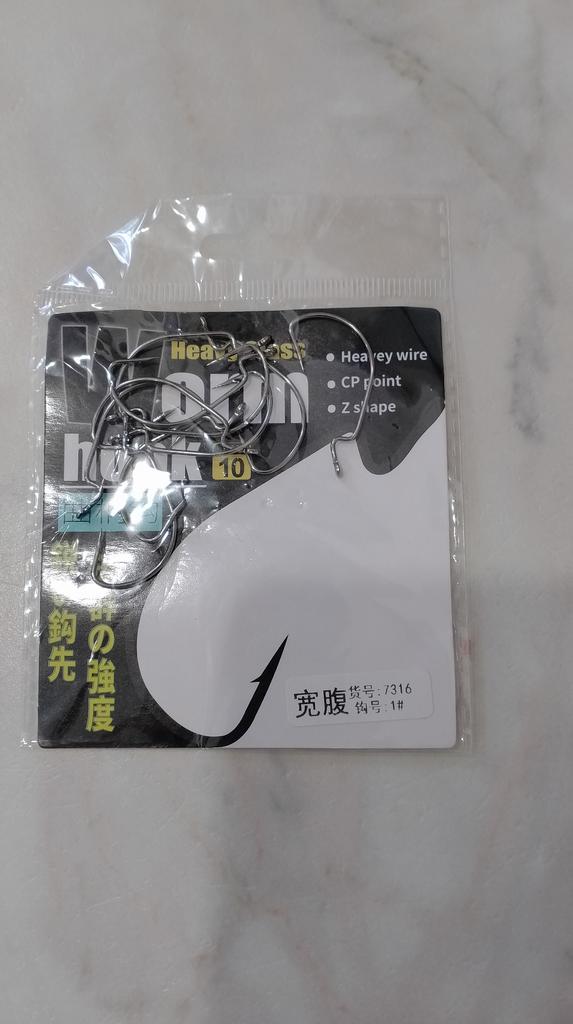 Heavy Class
Worm
hook 10
Heavey wire
CP point
Z shape
の強度
鈎先
宽腹
货号:7316
钩号:1#